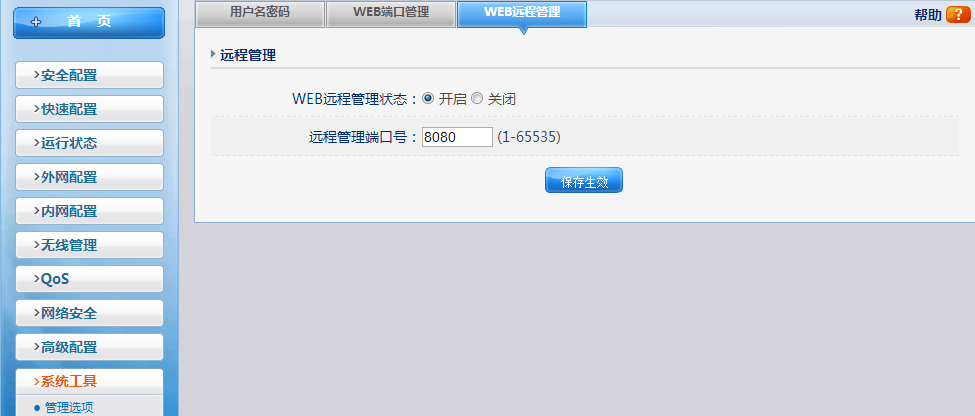 首 页
用户名密码
WEB端口管理
WEB远程管理
帮助
?
>安全配置
>快速配置
>运行状态
>外网配置
>内网配置
>无线管理
>QoS
>网络安全
>高级配置
>系统工具
管理选项
远程管理
WEB远程管理状态： 开启 关闭
远程管理端口号： 8080 (1-65535)
保存生效